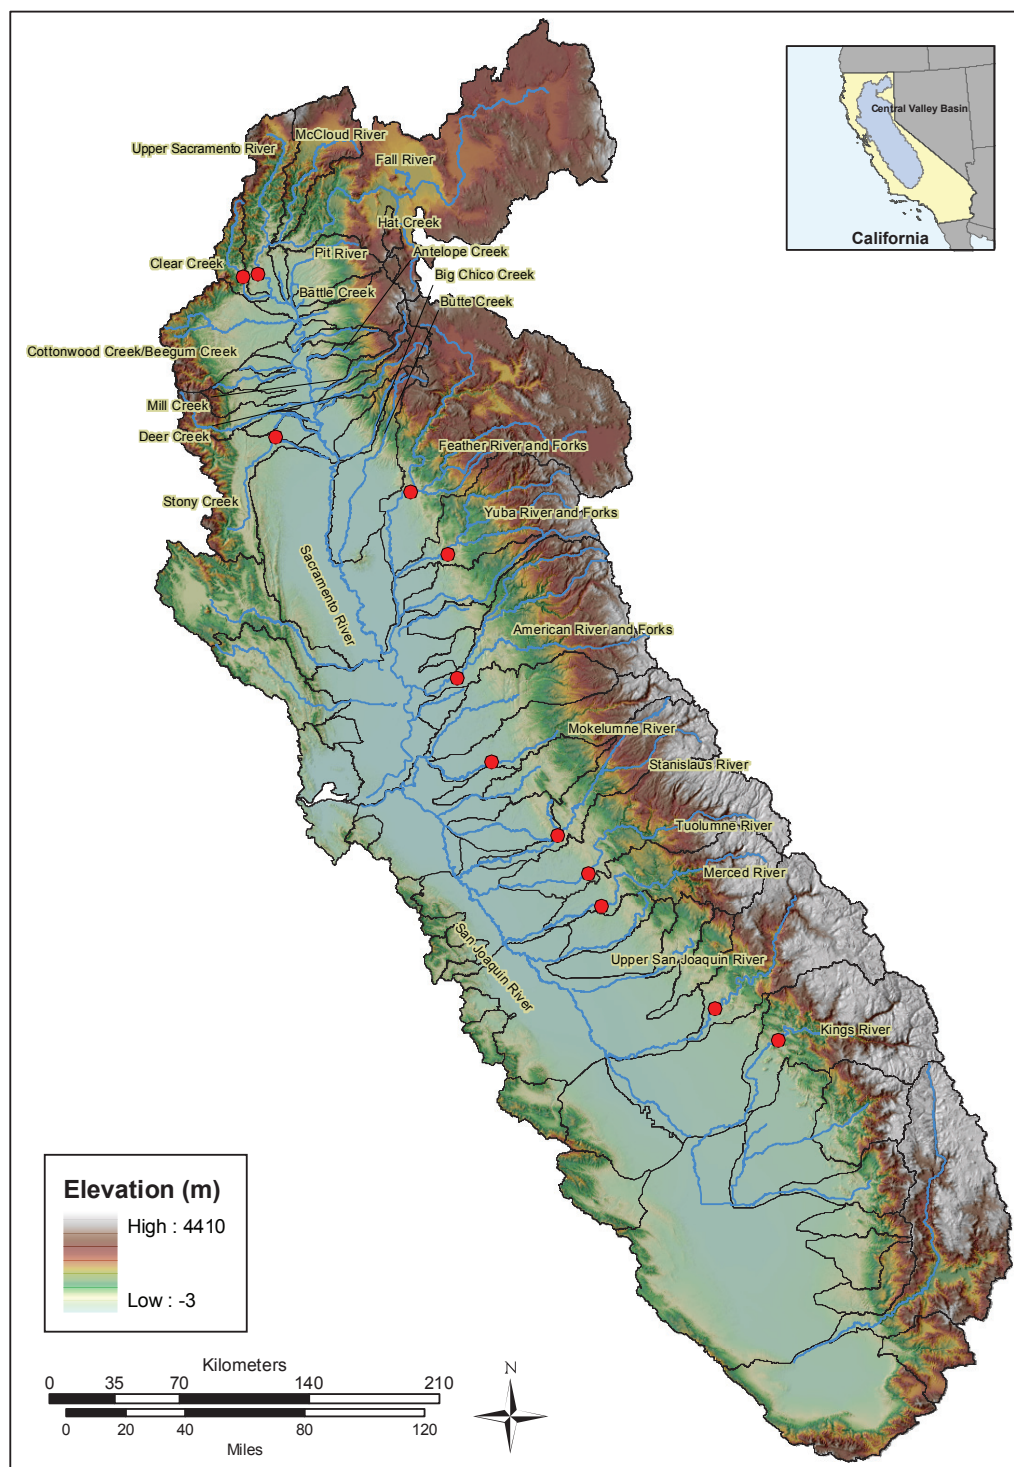 Central Valley Basin
California
McCloud River
Upper Sacramento River
Fall River
Hat Creek
Pit River
Antelope Creek
Clear Creek
Big Chico Creek
Battle Creek
Butte Creek
Cottonwood Creek/Beegum Creek
Mill Creek
Deer Creek
Feather River and Forks
Stony Creek
Yuba River and Forks
Sacramento River
American River and Forks
Mokelumne River
Stanislaus River
Tuolumne River
Merced River
San Joaquin River
Upper San Joaquin River
Kings River
Elevation (m)
High : 4410
Low : -3
Kilometers
0 35 70 140 210
0 20 40 80 120
Miles
N